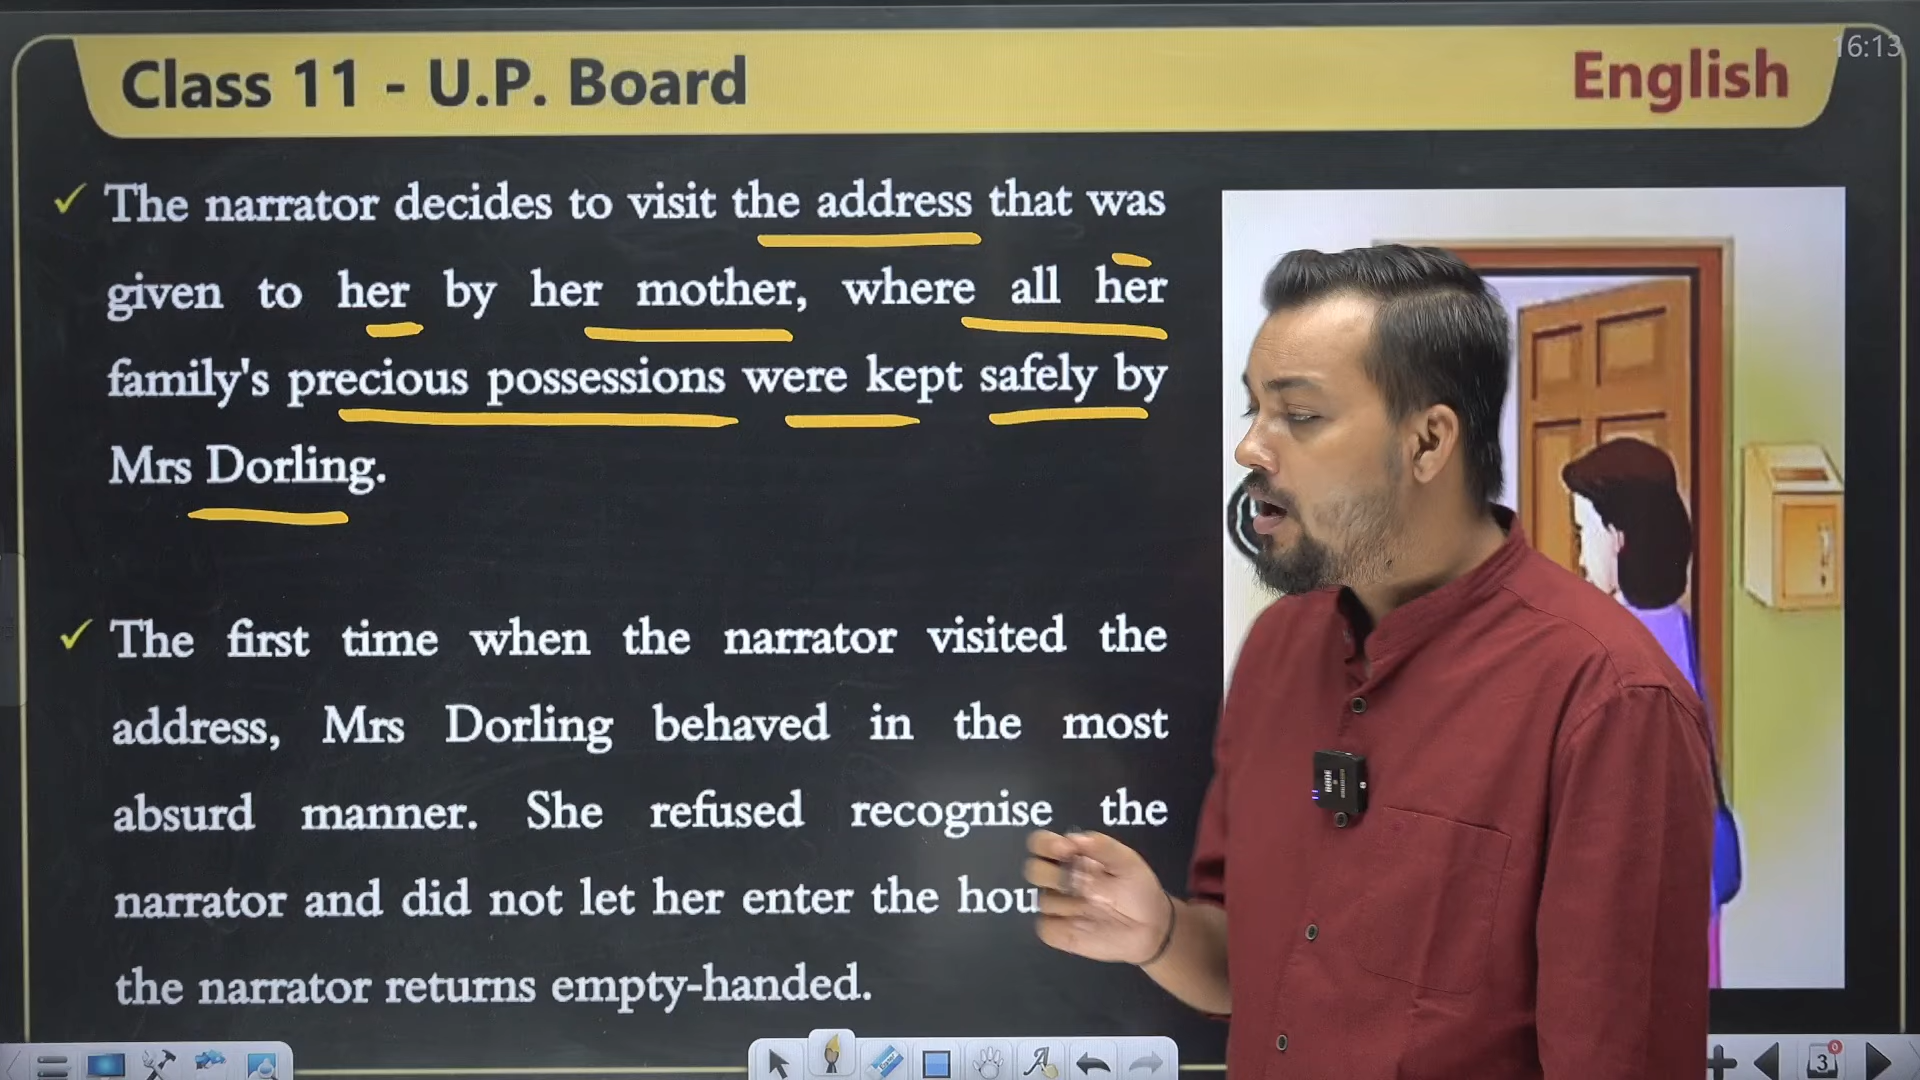 Class 11 - U.P. Board
English
16:13
✓ The narrator decides to visit the address that was
given to her by her mother, where all her
family's precious possessions were kept safely by
Mrs Dorling.
✓ The first time when the narrator visited the
address, Mrs Dorling behaved in the most
absurd manner. She refused recognise the
narrator and did not let her enter the hou
the narrator returns empty-handed.
3
0